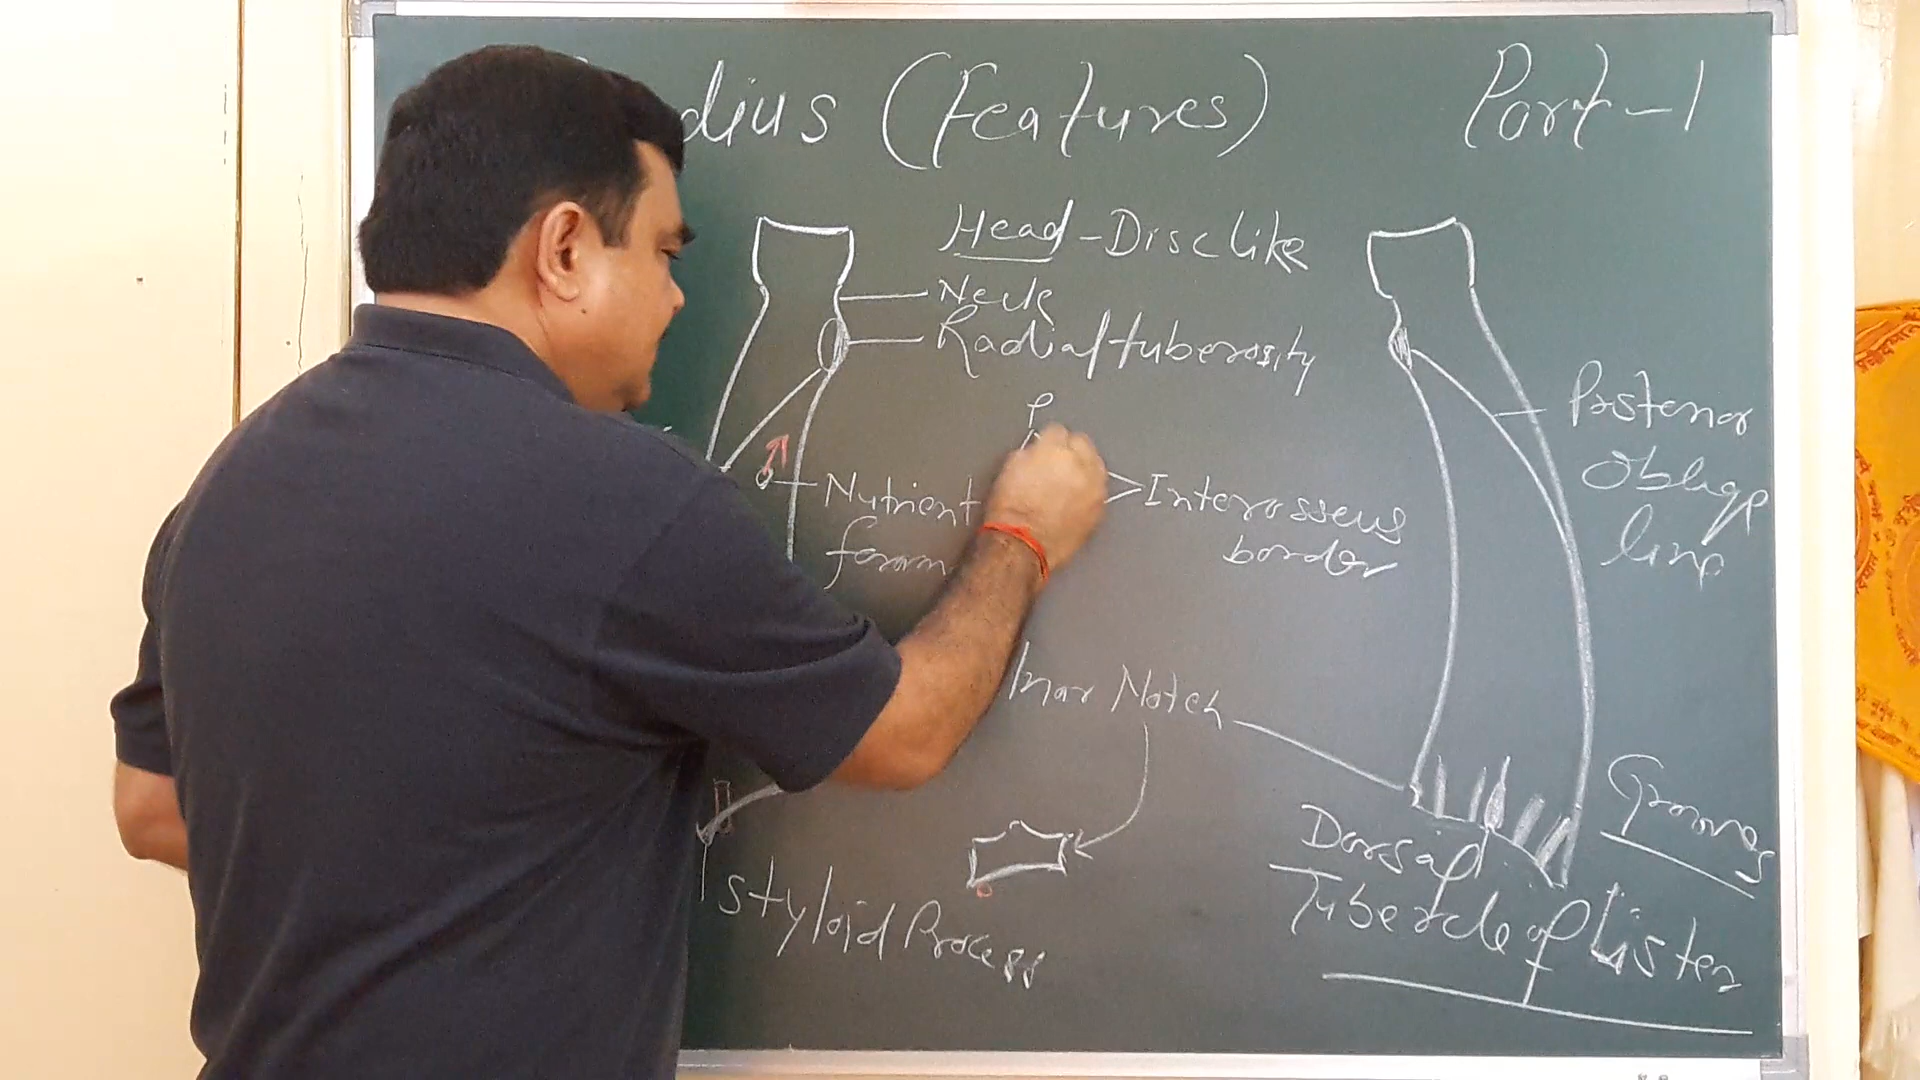 dius (Features) Part-1
Head - Disc like
Neck
Radial tuberosity
P
Nutrient
foram
Interosseus
border
Posterior
Oblique
line
lnar Notch
Grooves
Dorsal
Tubercle of Lister
Styloid Process